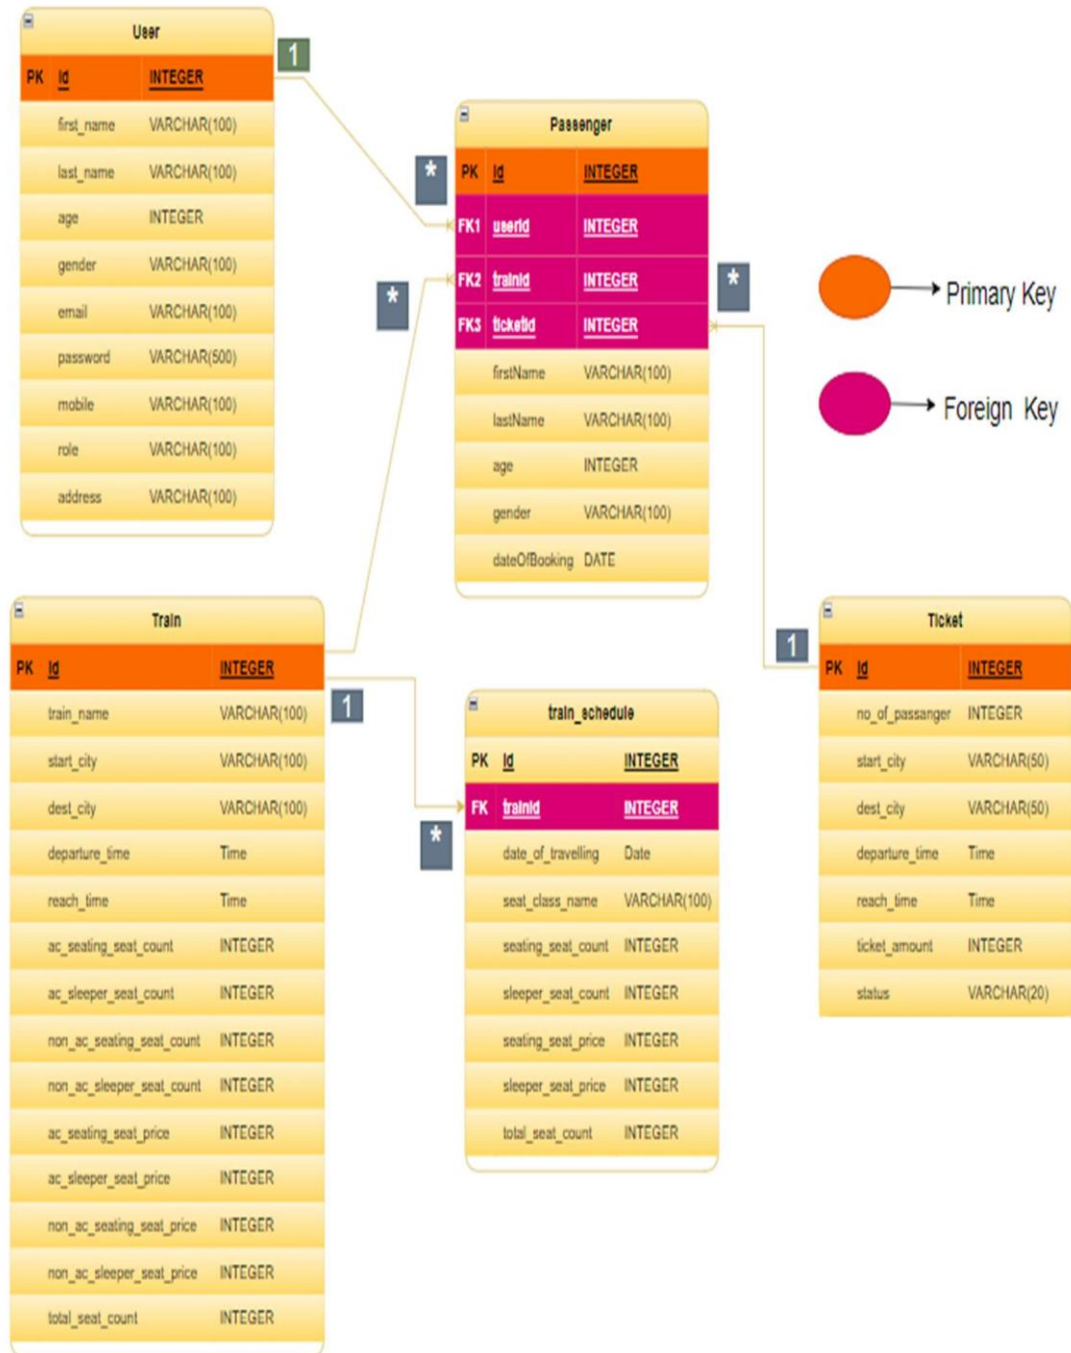 User
1
PK Id INTEGER
first_name VARCHAR(100)
last_name VARCHAR(100)
age INTEGER
gender VARCHAR(100)
email VARCHAR(100)
password VARCHAR(500)
mobile VARCHAR(100)
role VARCHAR(100)
address VARCHAR(100)
Passenger
*
PK Id INTEGER
FK1 userId INTEGER
*
FK2 trainId INTEGER
*
FK3 ticketId INTEGER
firstName VARCHAR(100)
lastName VARCHAR(100)
age INTEGER
gender VARCHAR(100)
dateOfBooking DATE
Primary Key
Foreign Key
Train
PK Id INTEGER
1
train_name VARCHAR(100)
start_city VARCHAR(100)
dest_city VARCHAR(100)
departure_time Time
reach_time Time
ac_seating_seat_count INTEGER
ac_sleeper_seat_count INTEGER
non_ac_seating_seat_count INTEGER
non_ac_sleeper_seat_count INTEGER
ac_seating_seat_price INTEGER
ac_sleeper_seat_price INTEGER
non_ac_seating_seat_price INTEGER
non_ac_sleeper_seat_price INTEGER
total_seat_count INTEGER
train_schedule
PK Id INTEGER
FK trainId INTEGER
*
date_of_travelling Date
seat_class_name VARCHAR(100)
seating_seat_count INTEGER
sleeper_seat_count INTEGER
seating_seat_price INTEGER
sleeper_seat_price INTEGER
total_seat_count INTEGER
Ticket
1
PK Id INTEGER
no_of_passanger INTEGER
start_city VARCHAR(50)
dest_city VARCHAR(50)
departure_time Time
reach_time Time
ticket_amount INTEGER
status VARCHAR(20)